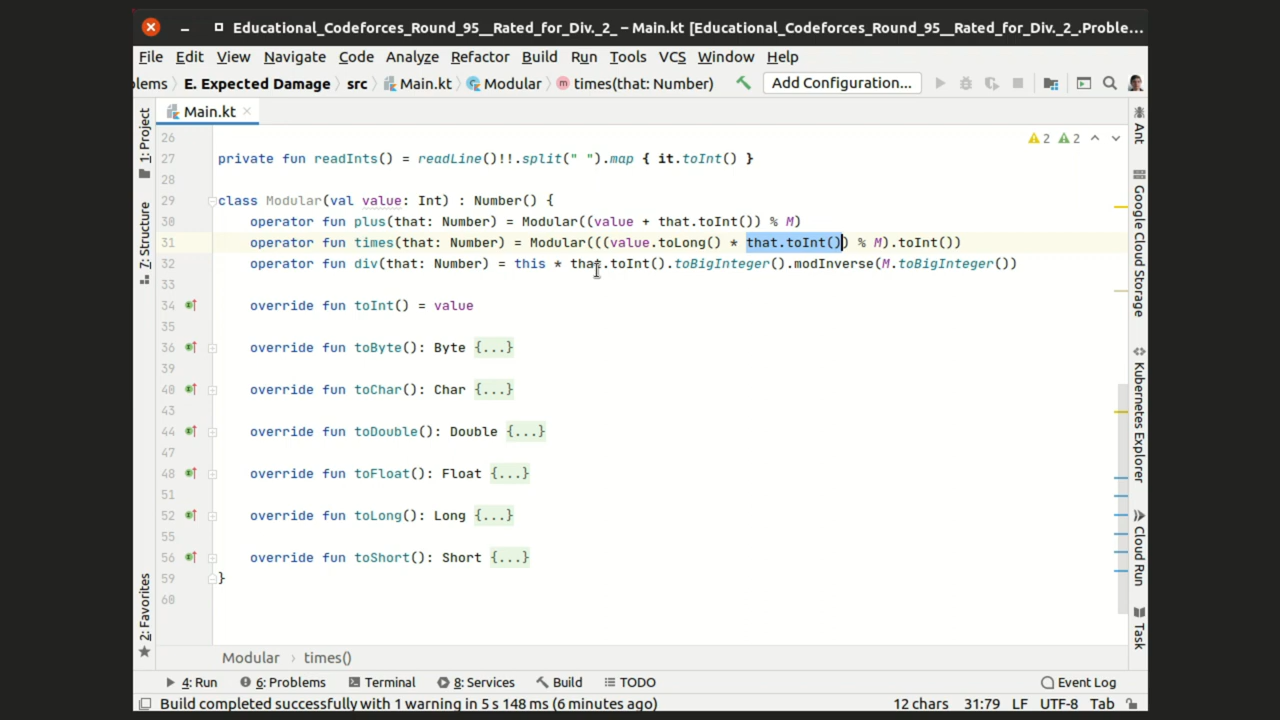 Educational_Codeforces_Round_95__Rated_for_Div._2_ – Main.kt [Educational_Codeforces_Round_95__Rated_for_Div._2_.Proble...
File Edit View Navigate Code Analyze Refactor Build Run Tools VCS Window Help
lems E. Expected Damage src Main.kt Modular times(that: Number) Add Configuration...
Main.kt
26
27 private fun readInts() = readLine()!!.split(" ").map { it.toInt() }
28
29 class Modular(val value: Int) : Number() {
30 operator fun plus(that: Number) = Modular((value + that.toInt()) % M)
31 operator fun times(that: Number) = Modular(((value.toLong() * that.toInt()) % M).toInt())
32 operator fun div(that: Number) = this * that.toInt().toBigInteger().modInverse(M.toBigInteger())
33
34 override fun toInt() = value
35
36 override fun toByte(): Byte {...}
39
40 override fun toChar(): Char {...}
43
44 override fun toDouble(): Double {...}
47
48 override fun toFloat(): Float {...}
51
52 override fun toLong(): Long {...}
55
56 override fun toShort(): Short {...}
59 }
60
2 2
1: Project
7: Structure
2: Favorites
Ant
Google Cloud Storage
Kubernetes Explorer
Cloud Run
Task
Modular times()
4: Run 6: Problems Terminal 8: Services Build TODO Event Log
Build completed successfully with 1 warning in 5 s 148 ms (6 minutes ago) 12 chars 31:79 LF UTF-8 Tab